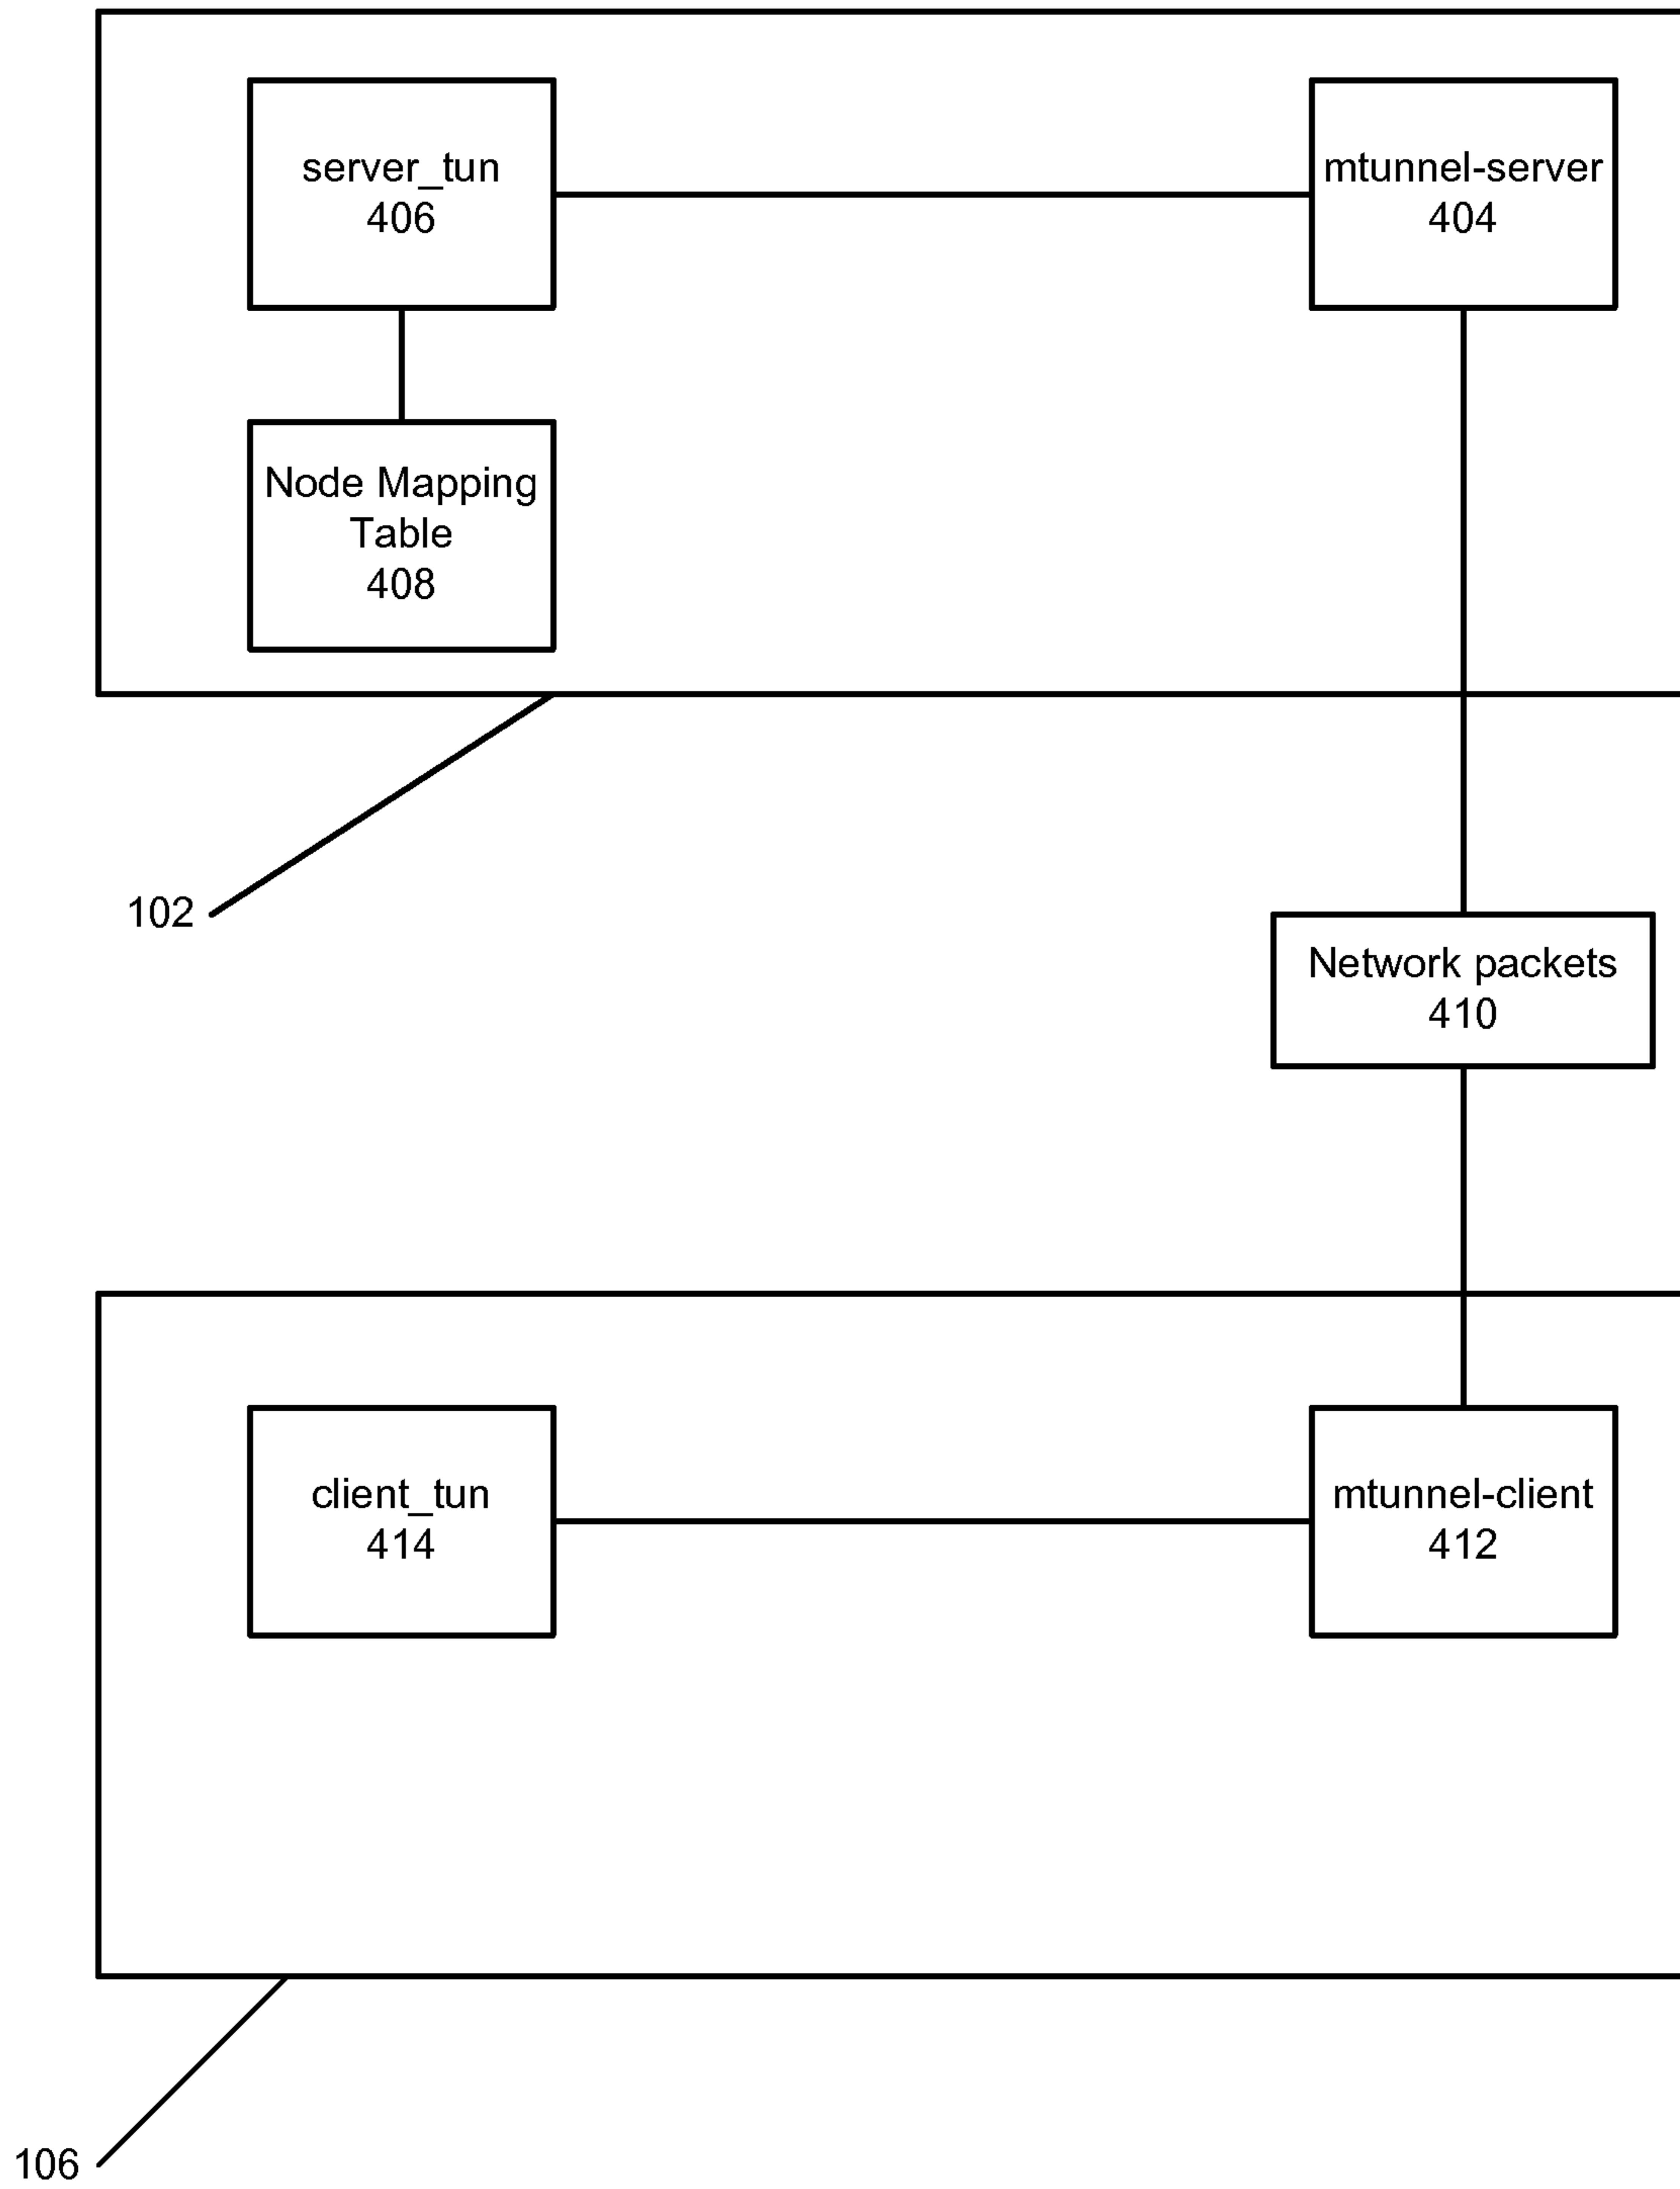 server_tun
406
mtunnel-server
404
Node Mapping
Table
408
102
Network packets
410
client_tun
414
mtunnel-client
412
106